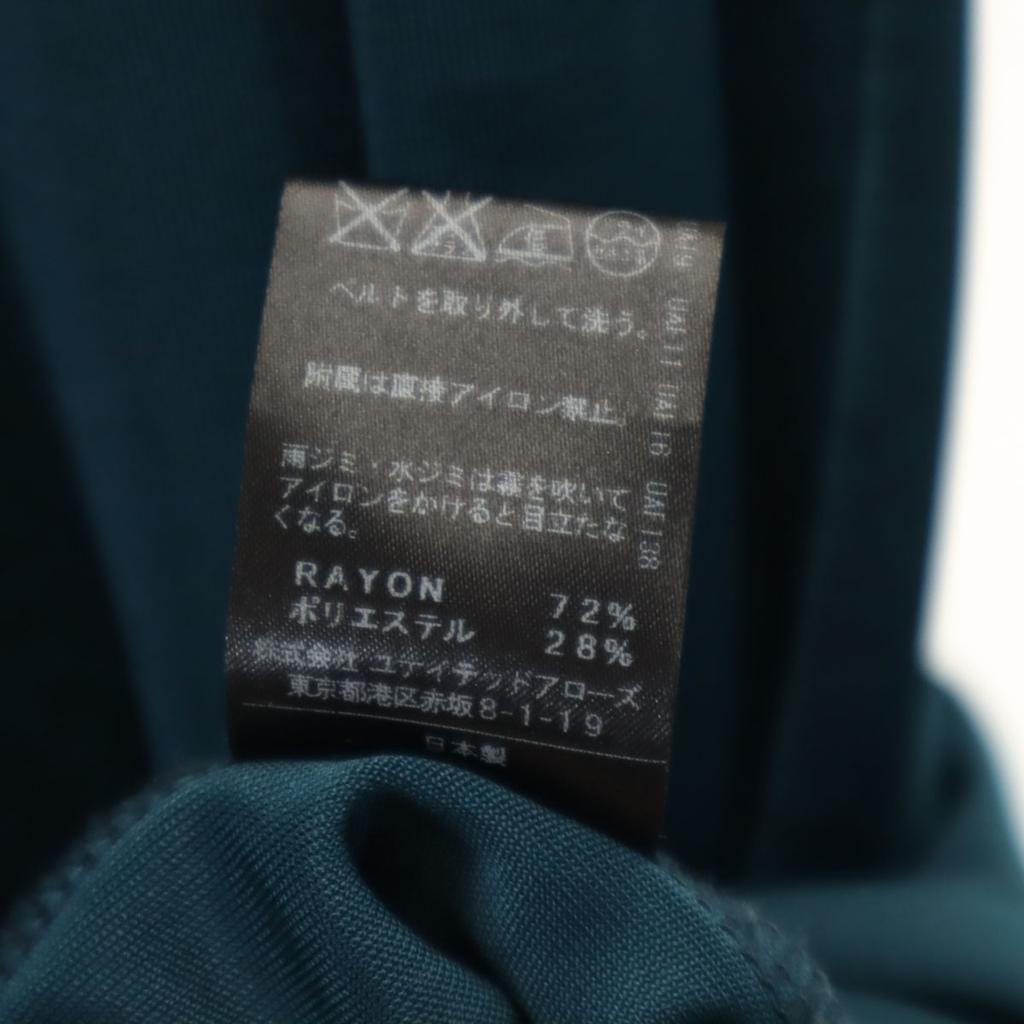 ベルトを取り外して洗う。
附属は直接アイロン禁止。
雨ジミ・水ジミは霧を吹いて
アイロンをかけると目立たな
くなる。
RAYON 72%
ポリエステル 28%
株式会社 ユナイテッドアローズ
東京都港区赤坂8-1-19
日本製